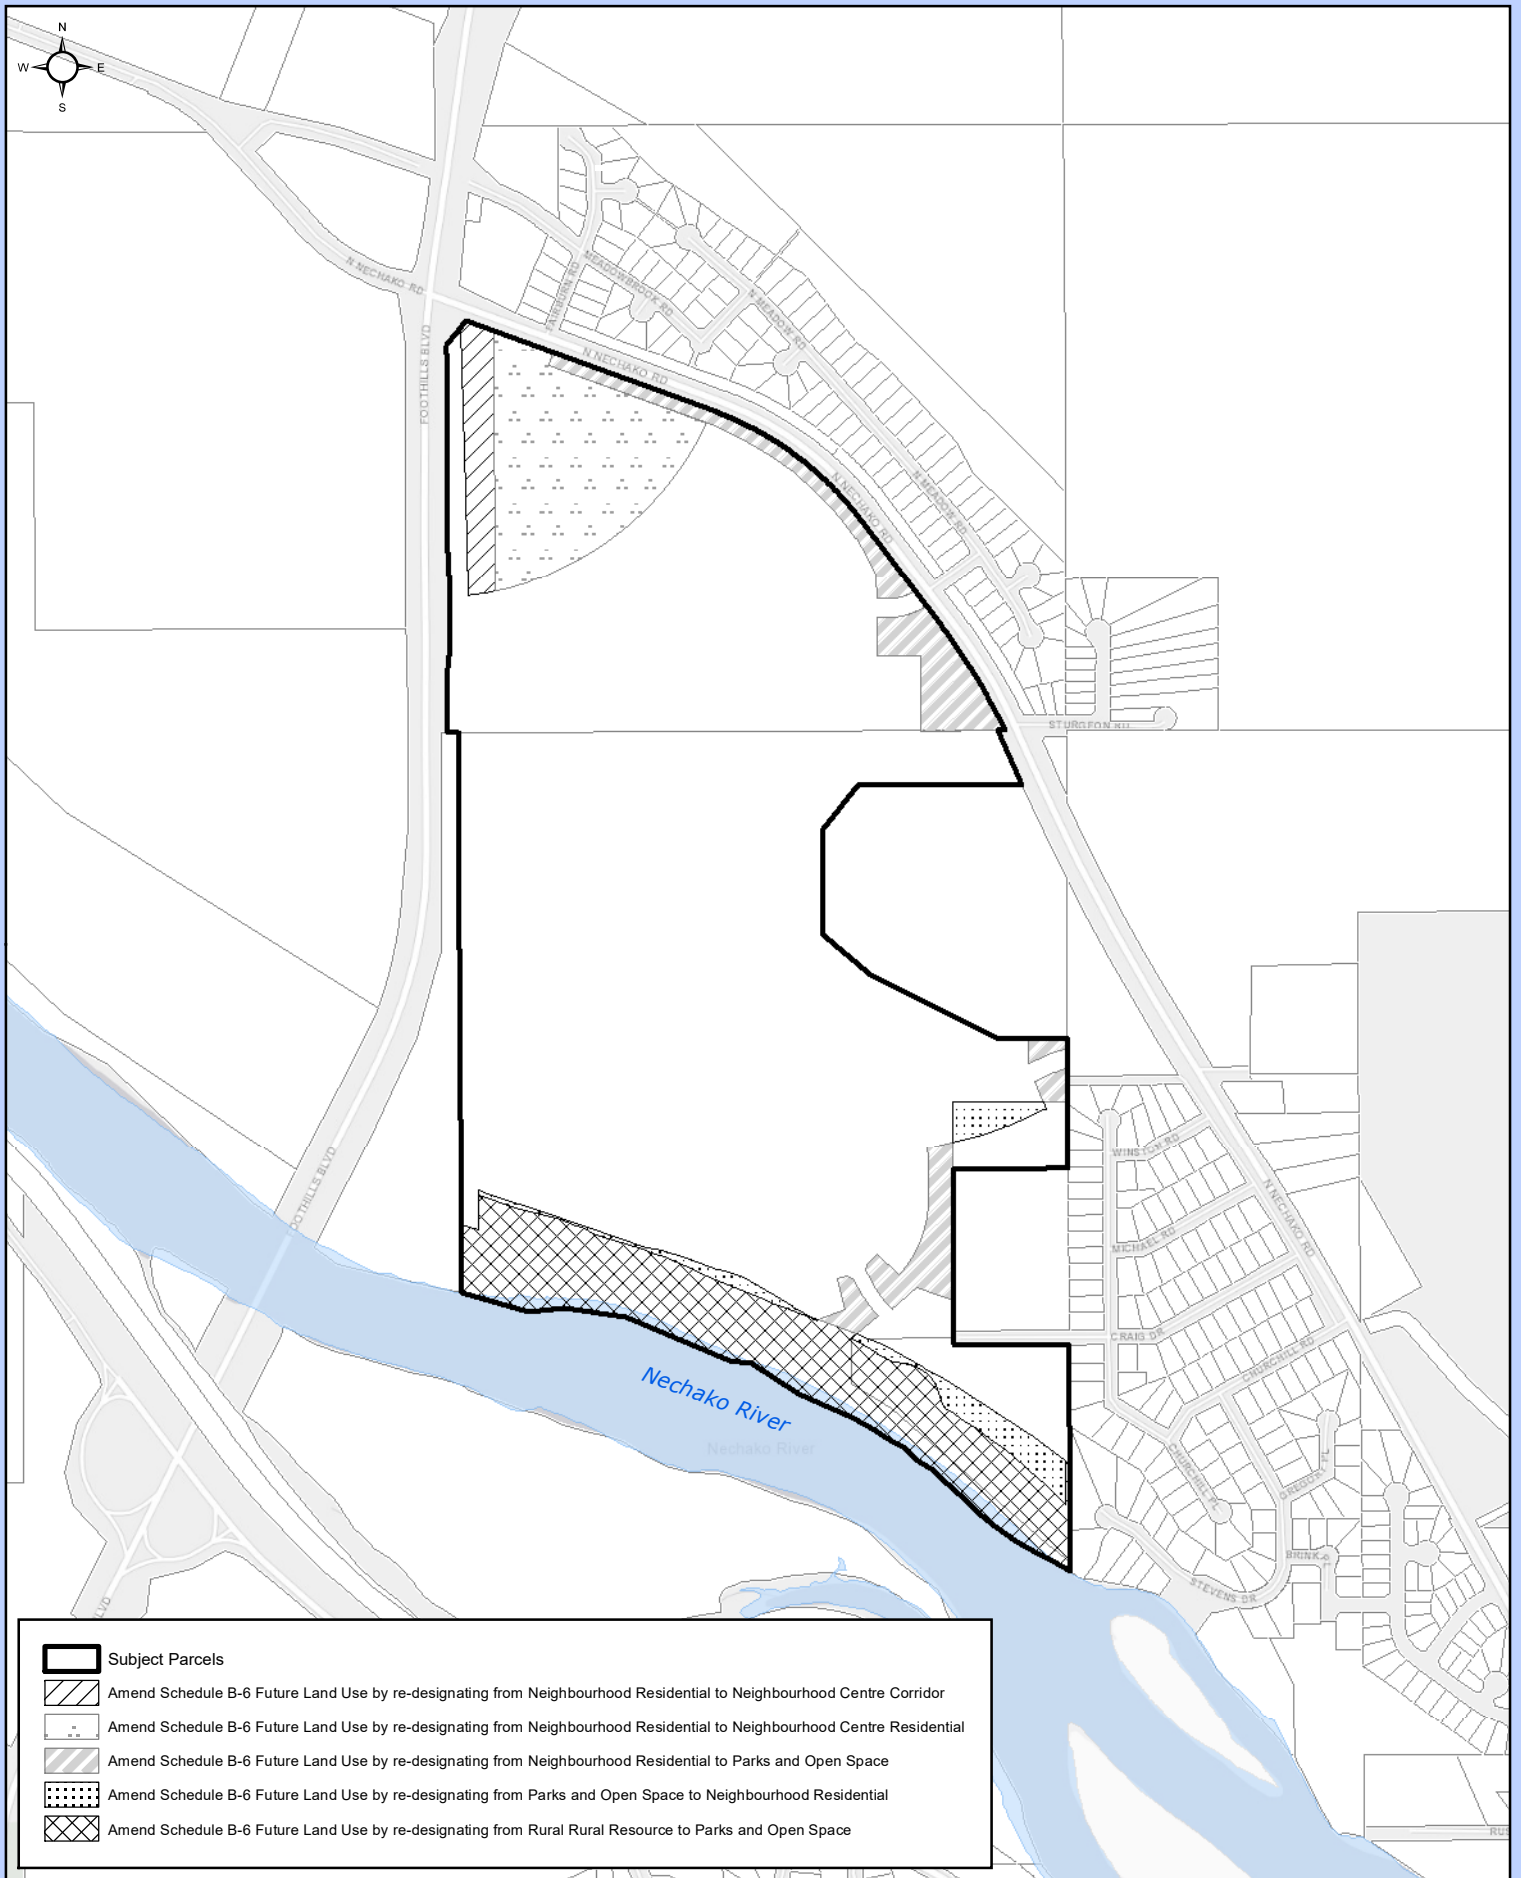 N
W E
S
N NECHAKO RD
FOOTHILLS BLVD
FAIRBURN RD
MEADOWBROOK RD
N MEADOW RD
N NECHAKO RD
N NECHAKO RD
N MEADOW RD
STURGEON RD
FOOTHILLS BLVD
WINSTON RD
MICHAEL RD
N NECHAKO RD
CRAIG DR
CHURCHILL RD
Nechako River
Nechako River
CHURCHILL PL
GREGORY PL
BRINK PL
STEVENS DR
BLVD
RUS
Subject Parcels
Amend Schedule B-6 Future Land Use by re-designating from Neighbourhood Residential to Neighbourhood Centre Corridor
Amend Schedule B-6 Future Land Use by re-designating from Neighbourhood Residential to Neighbourhood Centre Residential
Amend Schedule B-6 Future Land Use by re-designating from Neighbourhood Residential to Parks and Open Space
Amend Schedule B-6 Future Land Use by re-designating from Parks and Open Space to Neighbourhood Residential
Amend Schedule B-6 Future Land Use by re-designating from Rural Rural Resource to Parks and Open Space